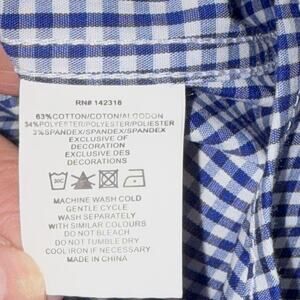 RN# 142318
63%COTTON/COTON/ALGODON
34%POLYESTER/POLYESTER/POLIESTER
3%SPANDEX/SPANDEX/SPANDEX
EXCLUSIVE OF
DECORATION
EXCLUSIVE DES
DECORATIONS
30C
MACHINE WASH COLD
GENTLE CYCLE
WASH SEPARATELY
WITH SIMILAR COLOURS
DO NOT BLEACH
DO NOT TUMBLE DRY
COOL IRON IF NECESSARY
MADE IN CHINA